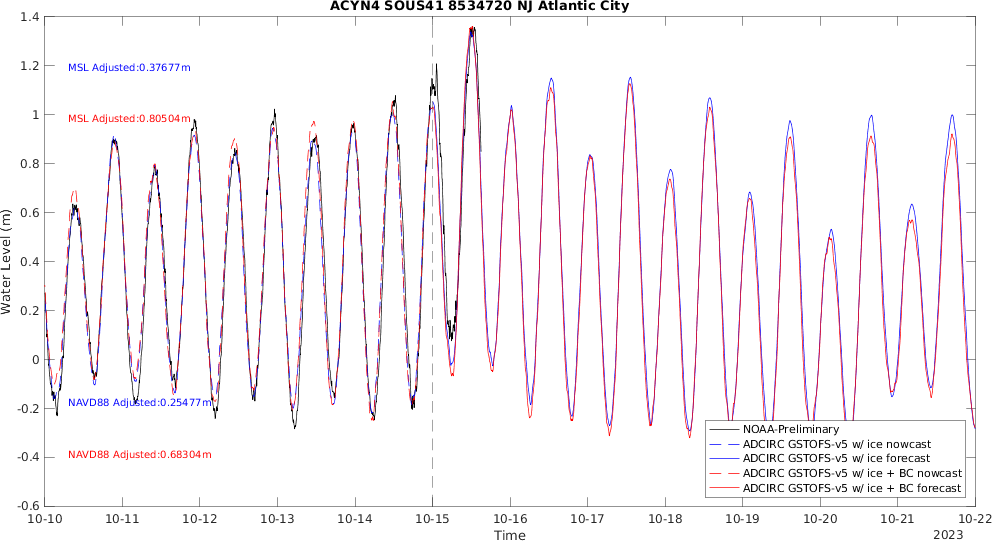 ACYN4 SOUS41 8534720 NJ Atlantic City
1.4
1.2
1
0.8
0.6
0.4
0.2
0
-0.2
-0.4
-0.6
Water Level (m)
MSL Adjusted:0.37677m
MSL Adjusted:0.80504m
NAVD88 Adjusted:0.25477m
NAVD88 Adjusted:0.68304m
NOAA-Preliminary
ADCIRC GSTOFS-v5 w/ ice nowcast
ADCIRC GSTOFS-v5 w/ ice forecast
ADCIRC GSTOFS-v5 w/ ice + BC nowcast
ADCIRC GSTOFS-v5 w/ ice + BC forecast
10-10 10-11 10-12 10-13 10-14 10-15 10-16 10-17 10-18 10-19 10-20 10-21 10-22
Time
2023